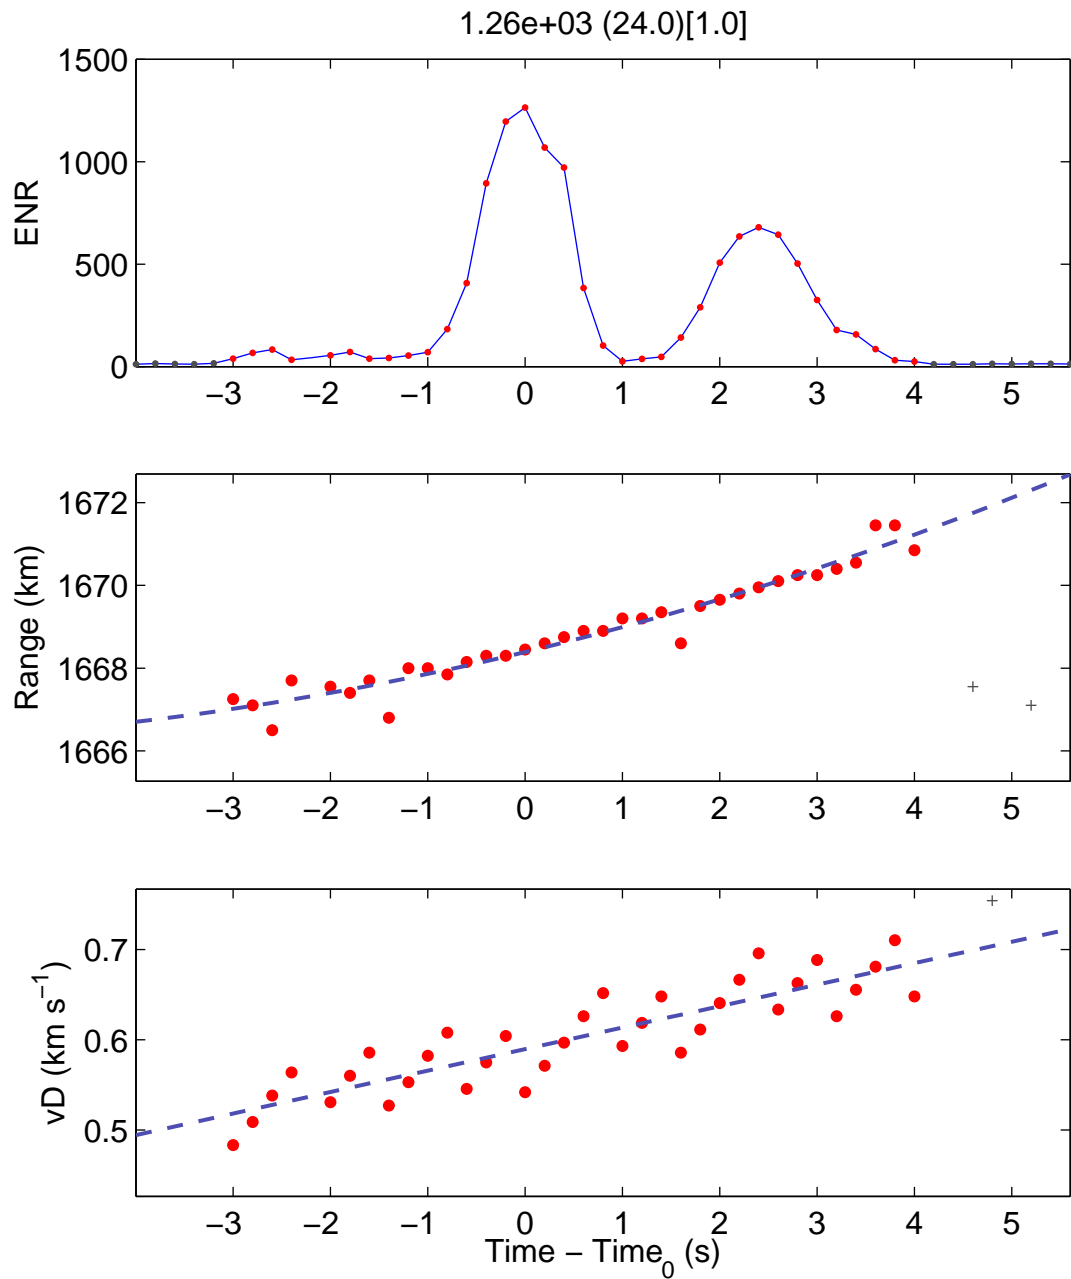 1.26e+03 (24.0)[1.0]
1500
1000
500
0
ENR
−3 −2 −1 0 1 2 3 4 5
1672
1670
1668
1666
Range (km)
−3 −2 −1 0 1 2 3 4 5
0.7
0.6
0.5
vD (km s−1)
−3 −2 −1 0 1 2 3 4 5
Time − Time0 (s)